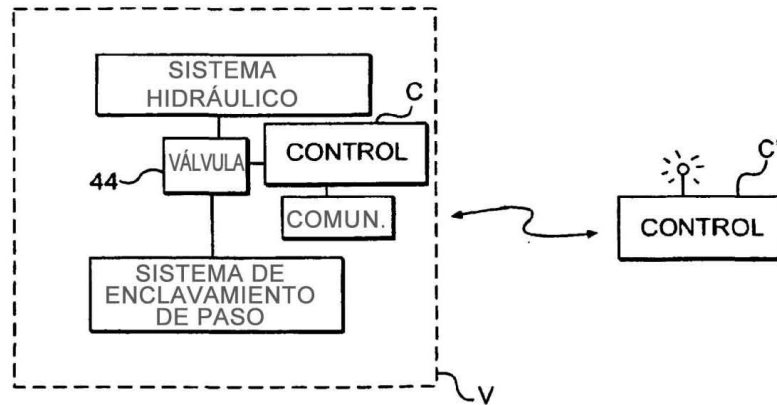 SISTEMA
HIDRÁULICO
C
VÁLVULA
CONTROL
44
COMUN.
SISTEMA DE
ENCLAVAMIENTO
DE PASO
V
C'
CONTROL